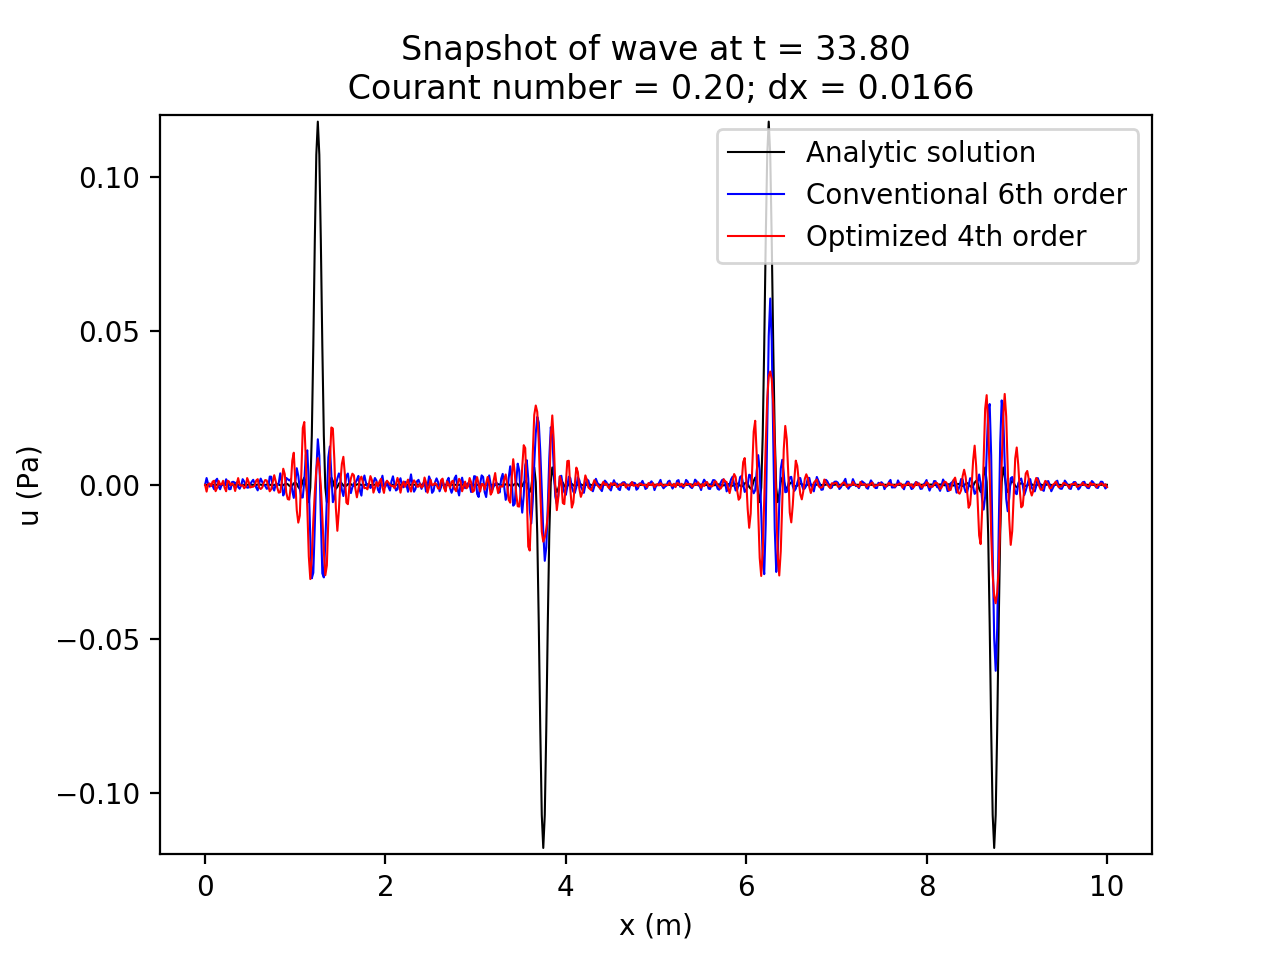 Snapshot of wave at t = 33.80
Courant number = 0.20; dx = 0.0166
Analytic solution
Conventional 6th order
Optimized 4th order
0.10
0.05
0.00
−0.05
−0.10
u (Pa)
0 2 4 6 8 10
x (m)